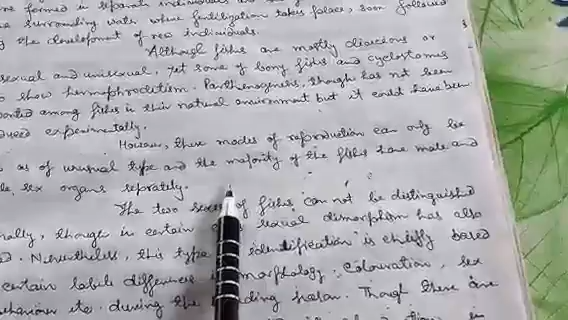 are formed in separate individuals
surrounding water where fertilization takes place, soon followed
the development of new individuals.
Although fishes are mostly dioecious or
sexual and unisexual, yet some of bony fishes and cyclostomes
show hermaphroditism. Parthenogenesis, though has not been
among fishes in their natural environment but it could have been
experimentally.
However, these modes of reproduction can only be
as of unusual type and the majority of the fishes have male and
sex organs seprately.
The two sexes of fishes can not be distinguished
nally, though in certain sexual dimorphism has also
Nevertheless, this type identification is chiefly based
certain labile differences morphology, colouration, sex
behaviour etc. during the ding season. Though there are